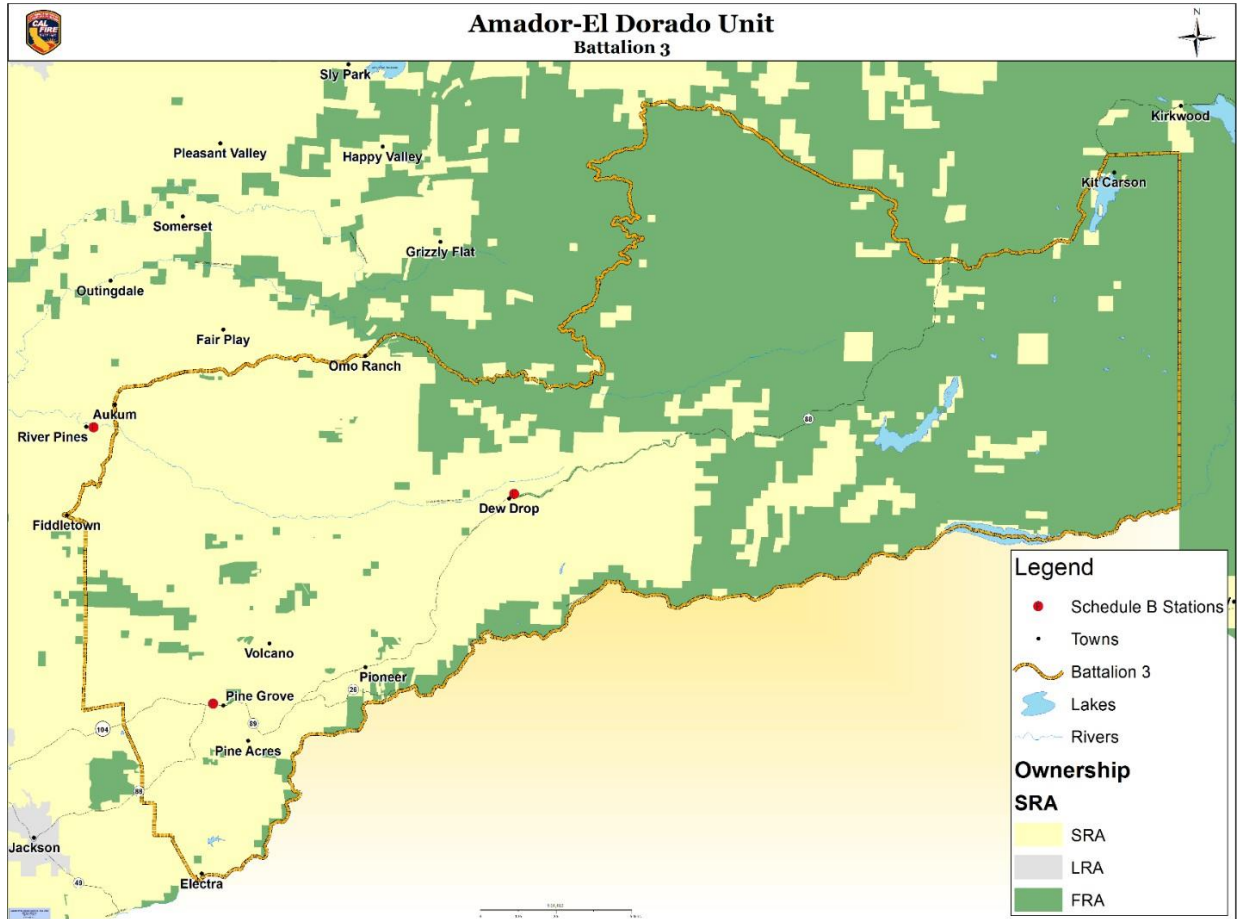 Amador-El Dorado Unit
Battalion 3
N
CAL
FIRE
Sly Park
Kirkwood
Pleasant Valley
Happy Valley
Kit Carson
Somerset
Grizzly Flat
Outingdale
Fair Play
Omo Ranch
Aukum
River Pines
88
Dew Drop
Fiddletown
Volcano
Pioneer
26
Pine Grove
104
89
Pine Acres
88
Jackson
Electra
49
Legend
Schedule B Stations
Towns
Battalion 3
Lakes
Rivers
Ownership
SRA
SRA
LRA
FRA